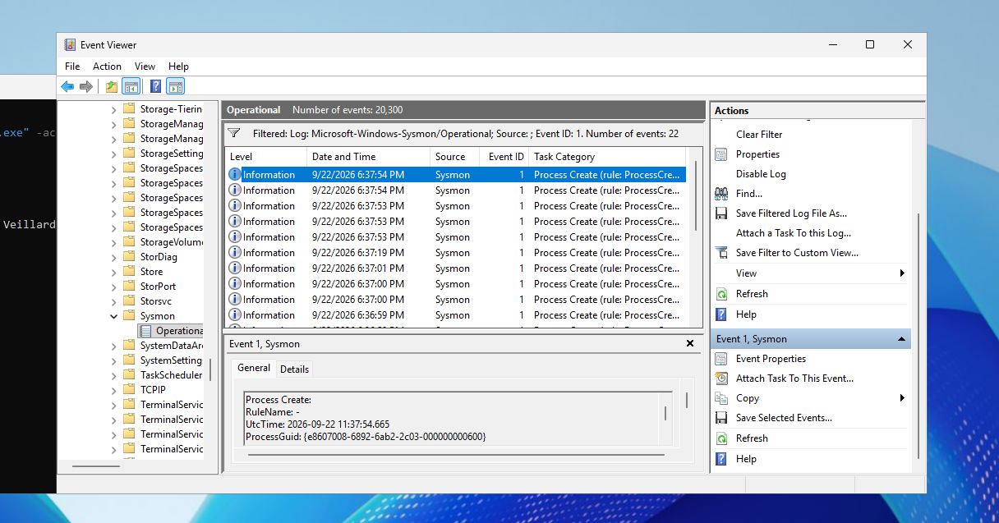 Event Viewer
File Action View Help
.exe" -ac
Veillard
Storage-Tierin
StorageManag
StorageManag
StorageSetting
StorageSpaces
StorageSpaces
StorageSpaces
StorageSpaces
StorageSpaces
StorageVolum
StorDiag
Store
StorPort
Storsvc
Sysmon
Operationa
SystemDataAr
SystemSetting
TaskScheduler
TCPIP
TerminalServic
TerminalServic
TerminalServic
TerminalServic
Operational Number of events: 20,300
Filtered: Log: Microsoft-Windows-Sysmon/Operational; Source: ; Event ID: 1. Number of events: 22
Level Date and Time Source Event ID Task Category
Information 9/22/2026 6:37:54 PM Sysmon 1 Process Create (rule: ProcessCre...
Information 9/22/2026 6:37:54 PM Sysmon 1 Process Create (rule: ProcessCre...
Information 9/22/2026 6:37:53 PM Sysmon 1 Process Create (rule: ProcessCre...
Information 9/22/2026 6:37:53 PM Sysmon 1 Process Create (rule: ProcessCre...
Information 9/22/2026 6:37:53 PM Sysmon 1 Process Create (rule: ProcessCre...
Information 9/22/2026 6:37:19 PM Sysmon 1 Process Create (rule: ProcessCre...
Information 9/22/2026 6:37:01 PM Sysmon 1 Process Create (rule: ProcessCre...
Information 9/22/2026 6:37:00 PM Sysmon 1 Process Create (rule: ProcessCre...
Information 9/22/2026 6:37:00 PM Sysmon 1 Process Create (rule: ProcessCre...
Information 9/22/2026 6:36:59 PM Sysmon 1 Process Create (rule: ProcessCre...
Event 1, Sysmon
General Details
Process Create:
RuleName: -
UtcTime: 2026-09-22 11:37:54.665
ProcessGuid: {e8607008-6892-6ab2-2c03-000000000600}
Actions
Clear Filter
Properties
Disable Log
Find...
Save Filtered Log File As...
Attach a Task To this Log...
Save Filter to Custom View...
View
Refresh
Help
Event 1, Sysmon
Event Properties
Attach Task To This Event...
Copy
Save Selected Events...
Refresh
Help